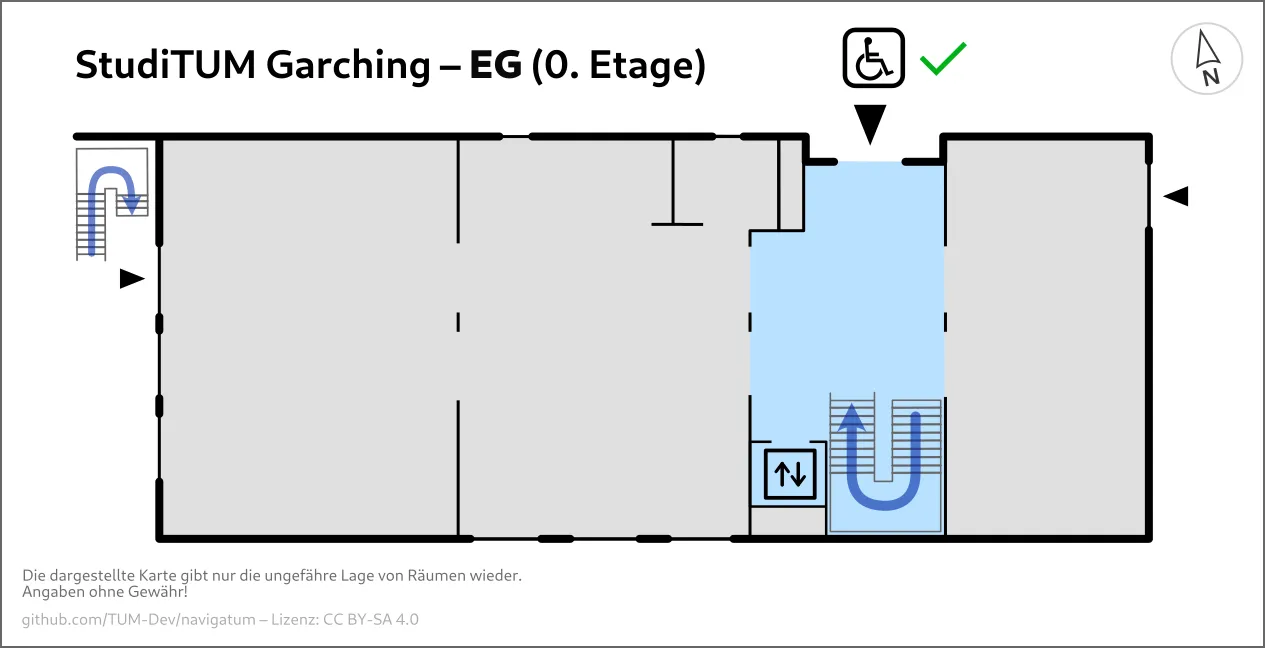 StudiTUM Garching – EG (0. Etage)
N
Die dargestellte Karte gibt nur die ungefähre Lage von Räumen wieder.
Angaben ohne Gewähr!
github.com/TUM-Dev/navigatum – Lizenz: CC BY-SA 4.0